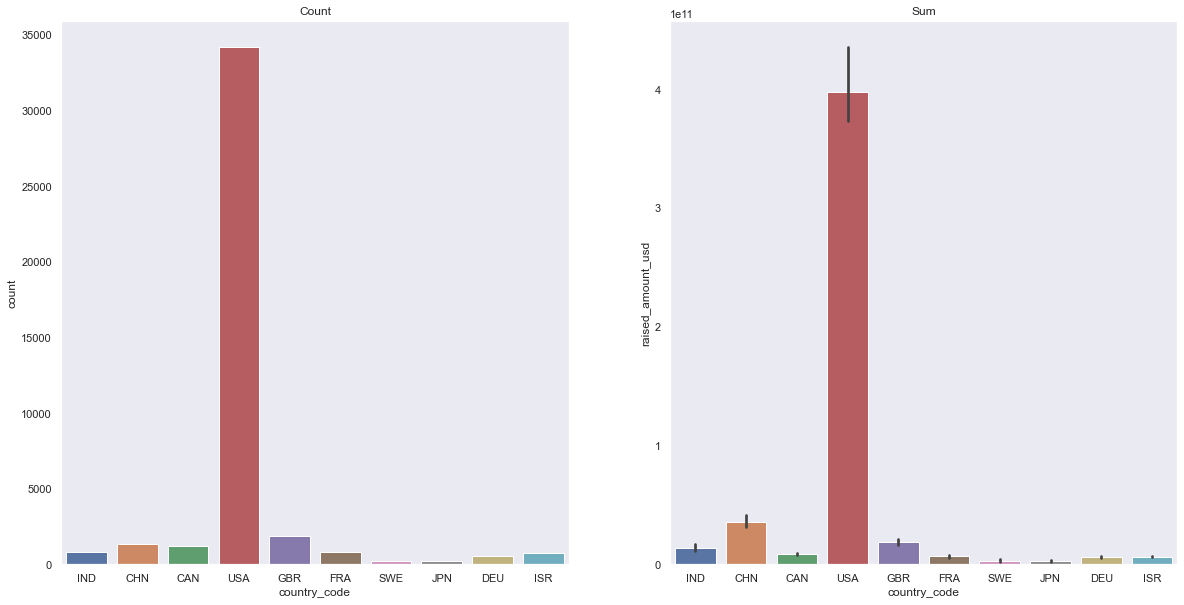 Count
35000
30000
25000
20000
15000
10000
5000
0
count
IND CHN CAN USA GBR FRA SWE JPN DEU ISR
country_code
Sum
1e11
4
3
2
1
0
raised_amount_usd
IND CHN CAN USA GBR FRA SWE JPN DEU ISR
country_code